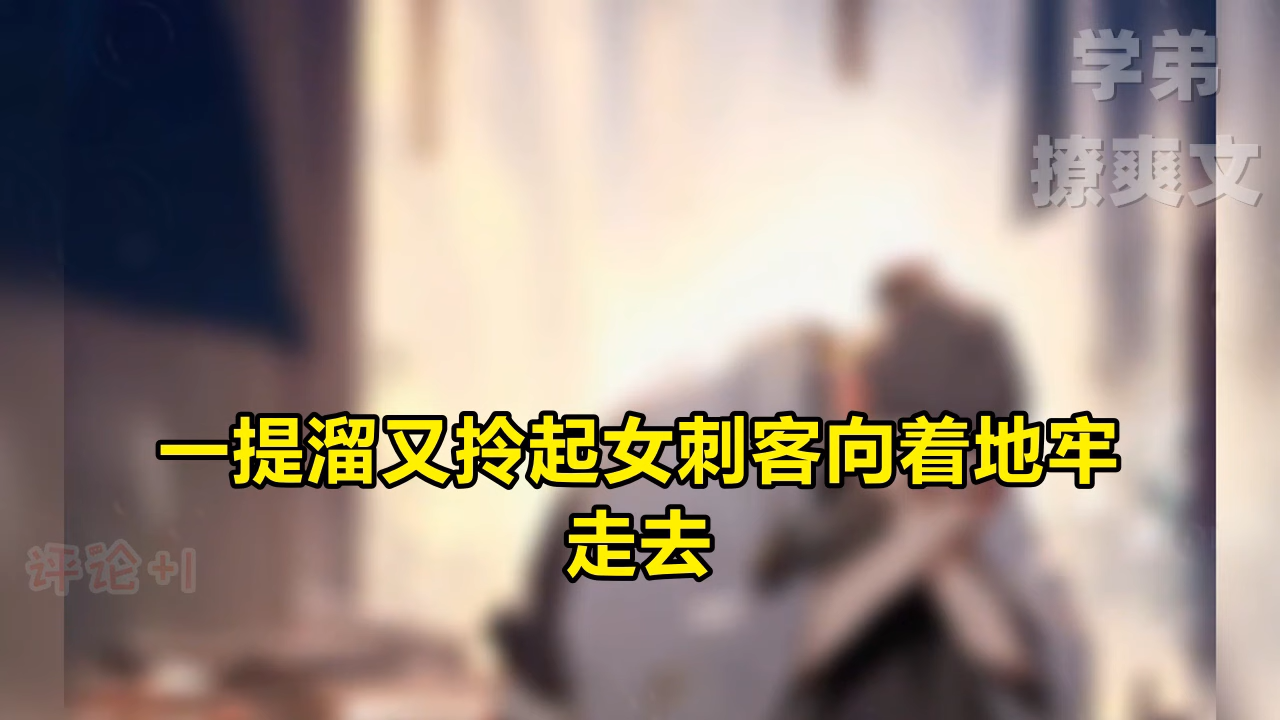 学弟
撩爽文
一提溜又拎起女刺客向着地牢
走去
评论+1